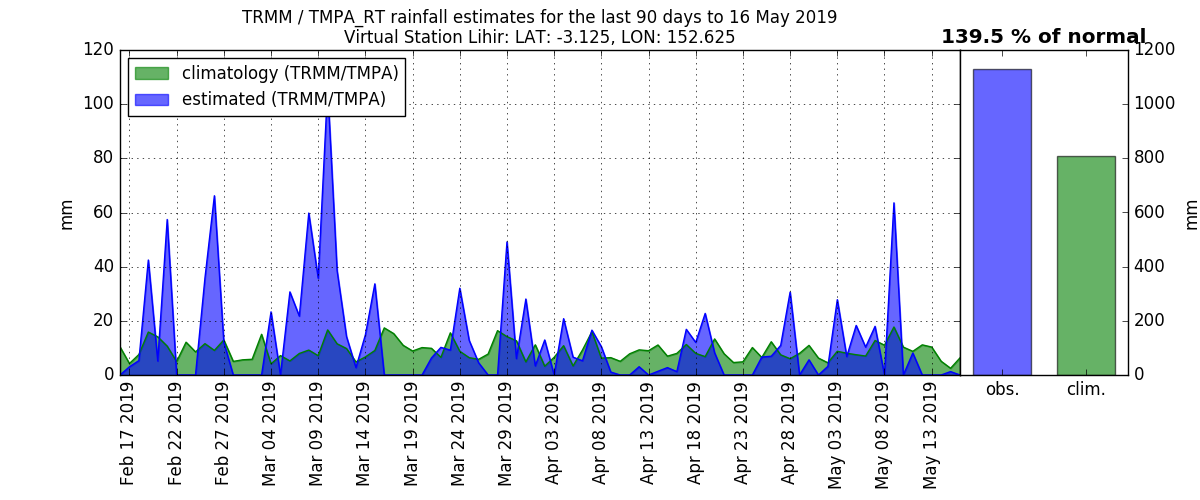 TRMM / TMPA_RT rainfall estimates for the last 90 days to 16 May 2019
Virtual Station Lihir: LAT: -3.125, LON: 152.625
139.5 % of normal
climatology (TRMM/TMPA)
estimated (TRMM/TMPA)
120
100
80
60
40
20
0
mm
1200
1000
800
600
400
200
0
mm
Feb 17 2019
Feb 22 2019
Feb 27 2019
Mar 04 2019
Mar 09 2019
Mar 14 2019
Mar 19 2019
Mar 24 2019
Mar 29 2019
Apr 03 2019
Apr 08 2019
Apr 13 2019
Apr 18 2019
Apr 23 2019
Apr 28 2019
May 03 2019
May 08 2019
May 13 2019
obs.
clim.